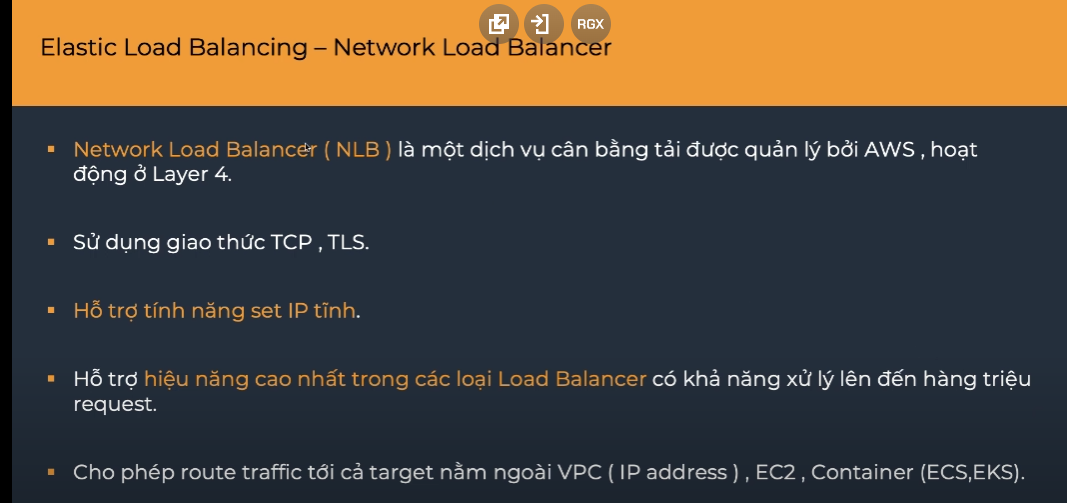 RGX
Elastic Load Balancing – Network Load Balancer
Network Load Balancer ( NLB ) là một dịch vụ cân bằng tải được quản lý bởi AWS , hoạt
động ở Layer 4.
Sử dụng giao thức TCP , TLS.
Hỗ trợ tính năng set IP tĩnh.
Hỗ trợ hiệu năng cao nhất trong các loại Load Balancer có khả năng xử lý lên đến hàng triệu
request.
Cho phép route traffic tới cả target nằm ngoài VPC ( IP address ) , EC2 , Container (ECS,EKS).